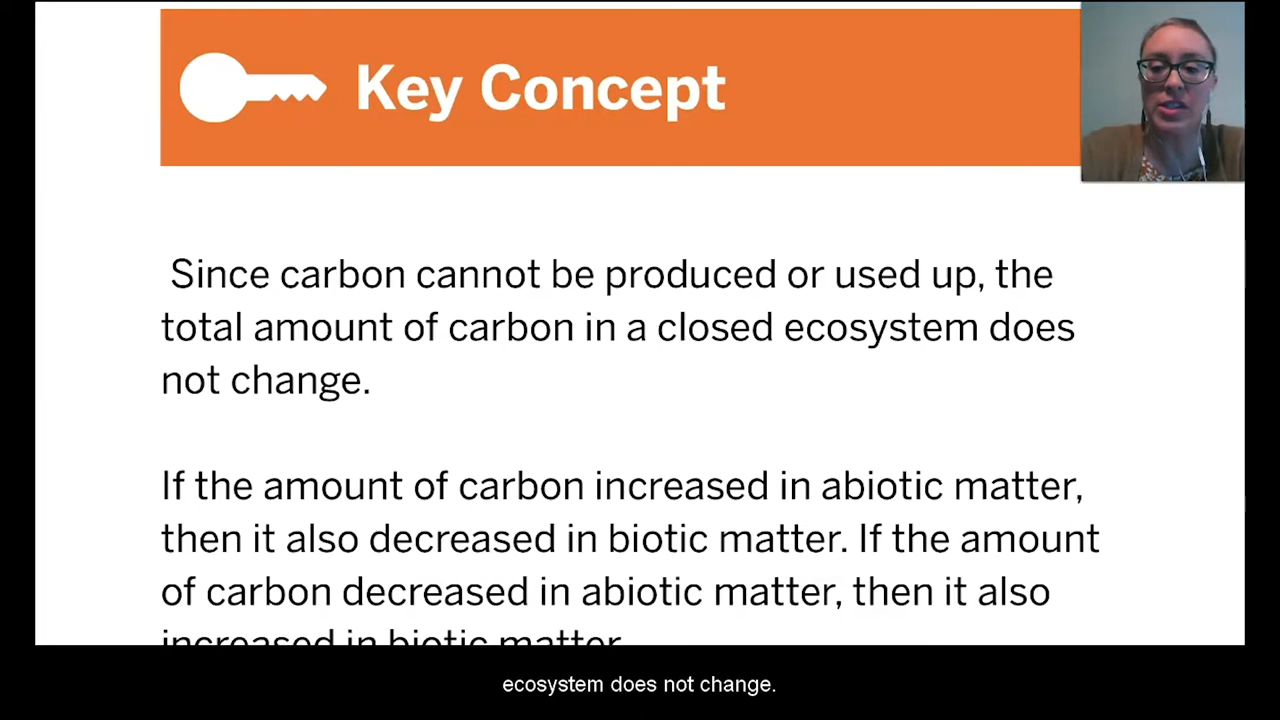 Key Concept
Since carbon cannot be produced or used up, the
total amount of carbon in a closed ecosystem does
not change.
If the amount of carbon increased in abiotic matter,
then it also decreased in biotic matter. If the amount
of carbon decreased in abiotic matter, then it also
increased in biotic matter.
ecosystem does not change.